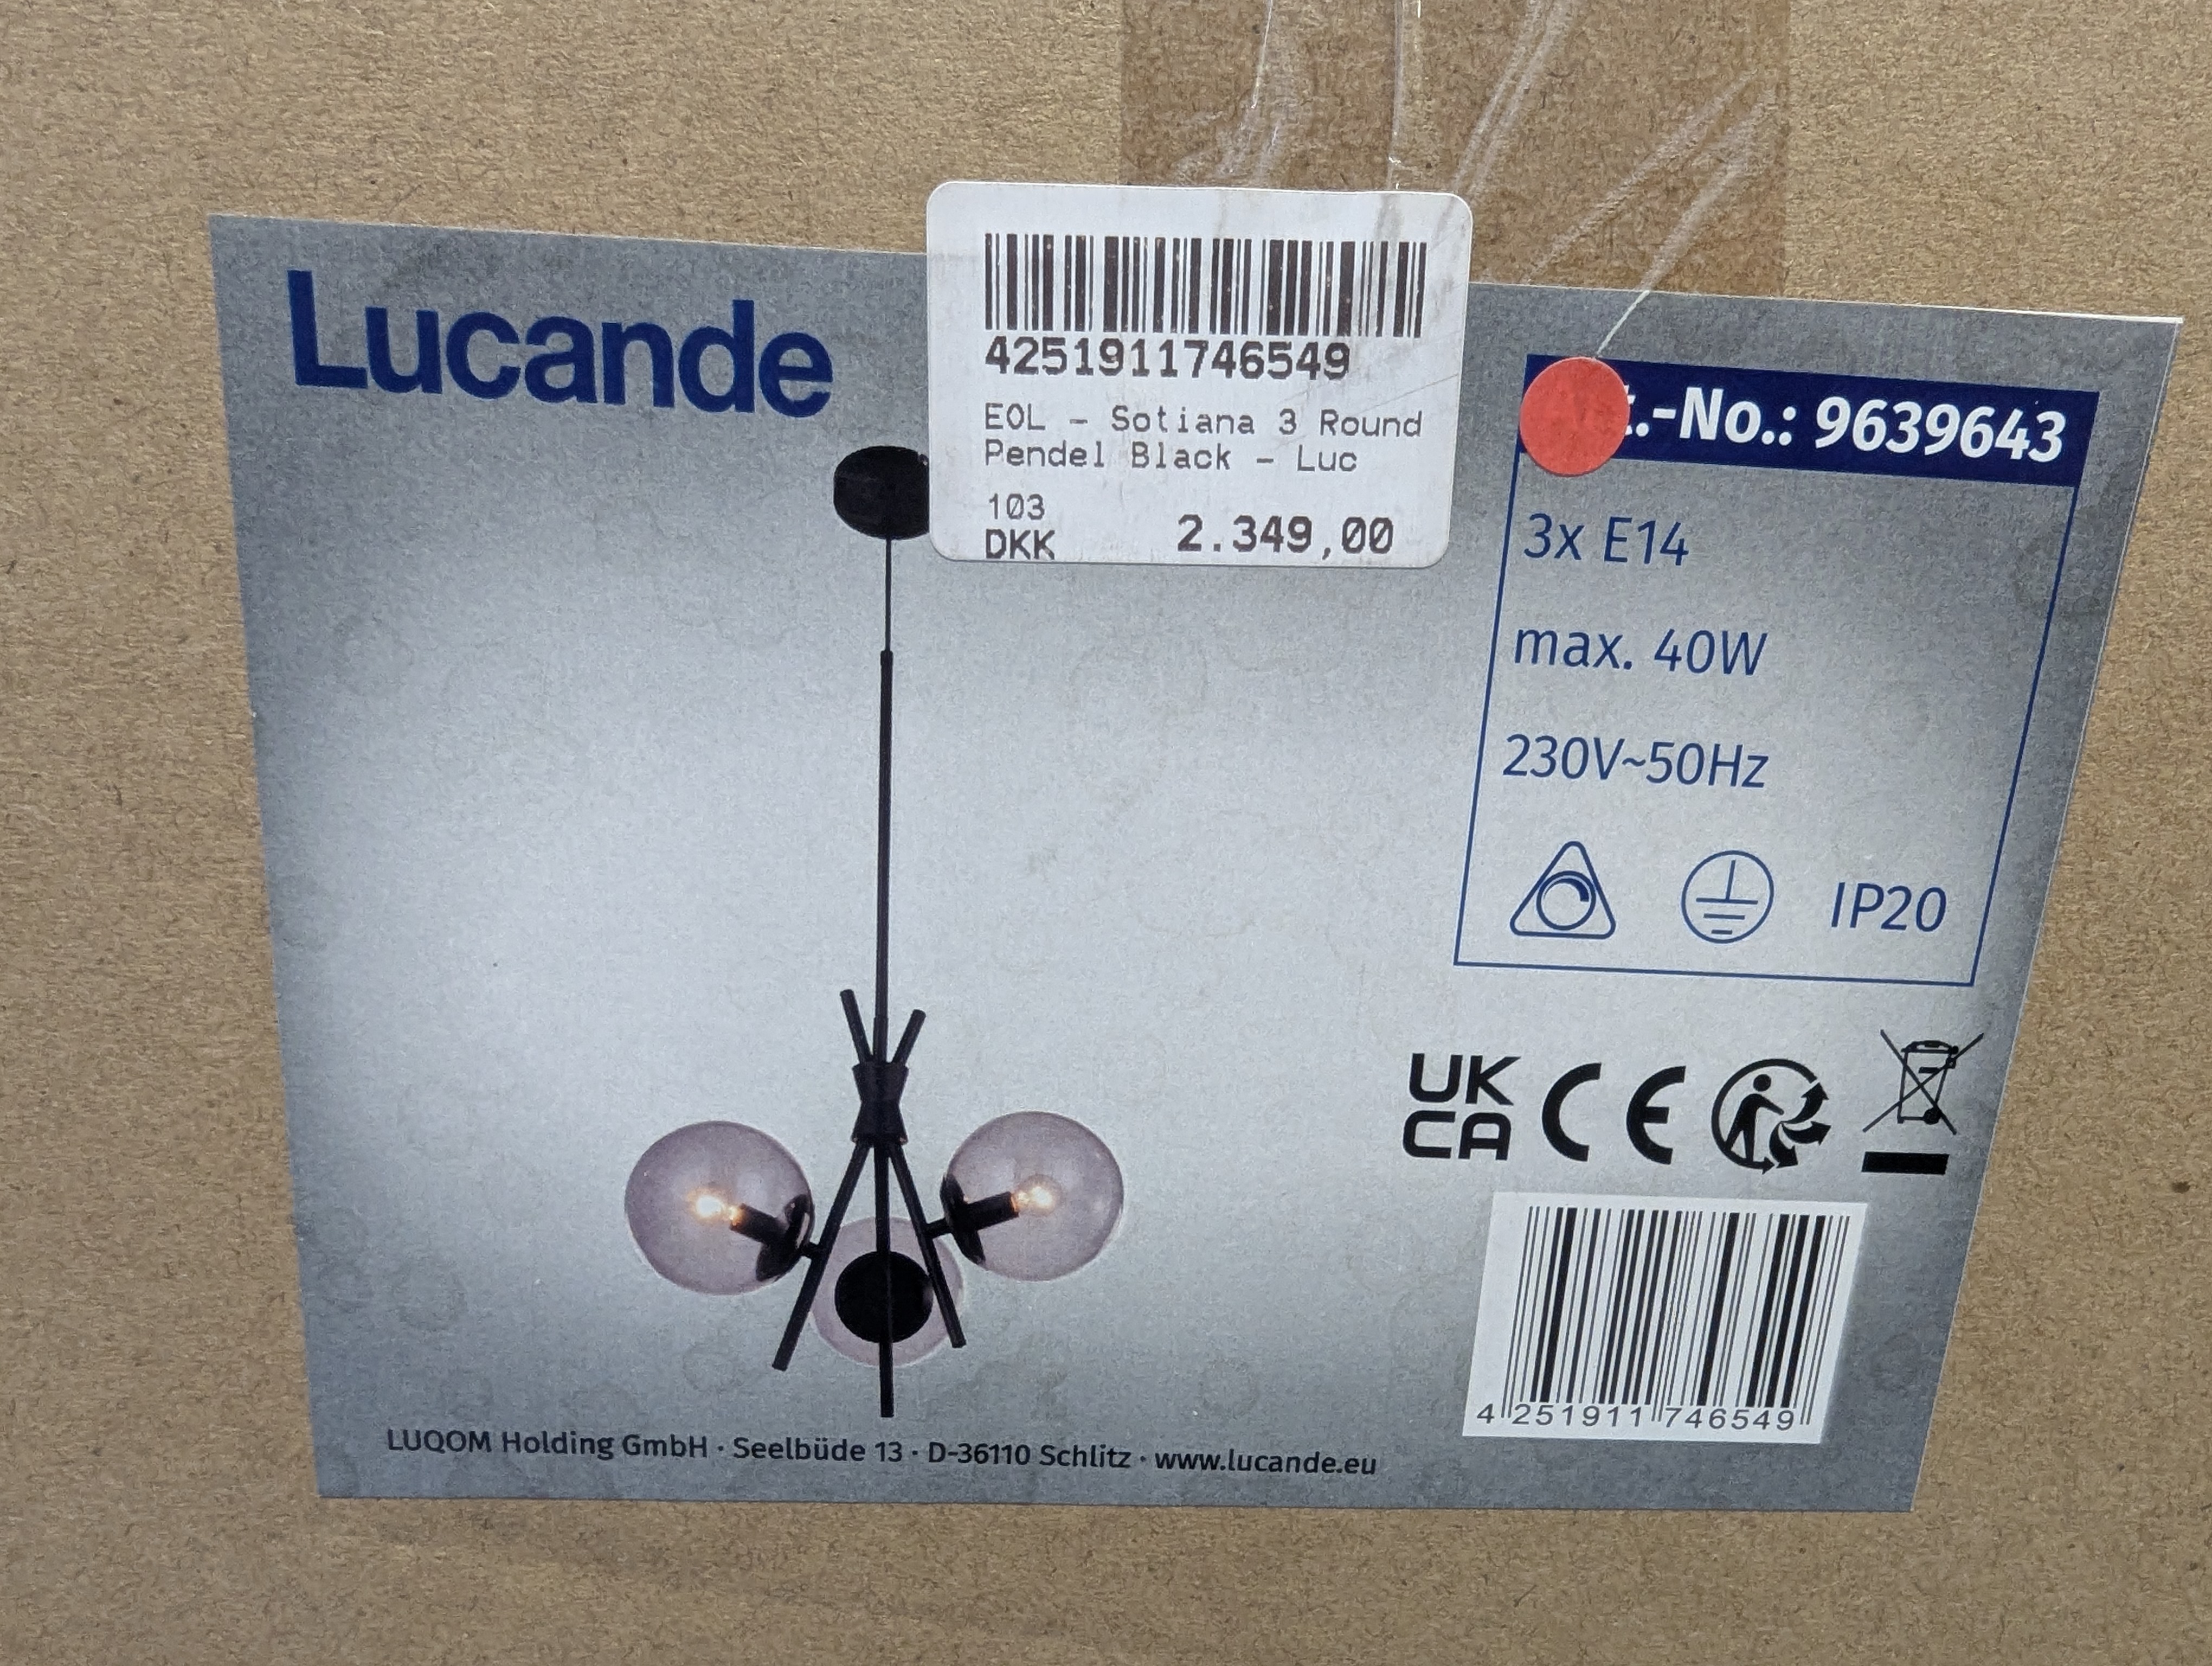 Lucande
4251911746549
EOL - Sotiana 3 Round
Pendel Black - Luc
103
DKK 2.349,00
t.-No.: 9639643
3x E14
max. 40W
230V~50Hz
IP20
UK
CA CE
4 251911 746549
LUQOM Holding GmbH · Seelbüde 13 · D-36110 Schlitz · www.lucande.eu